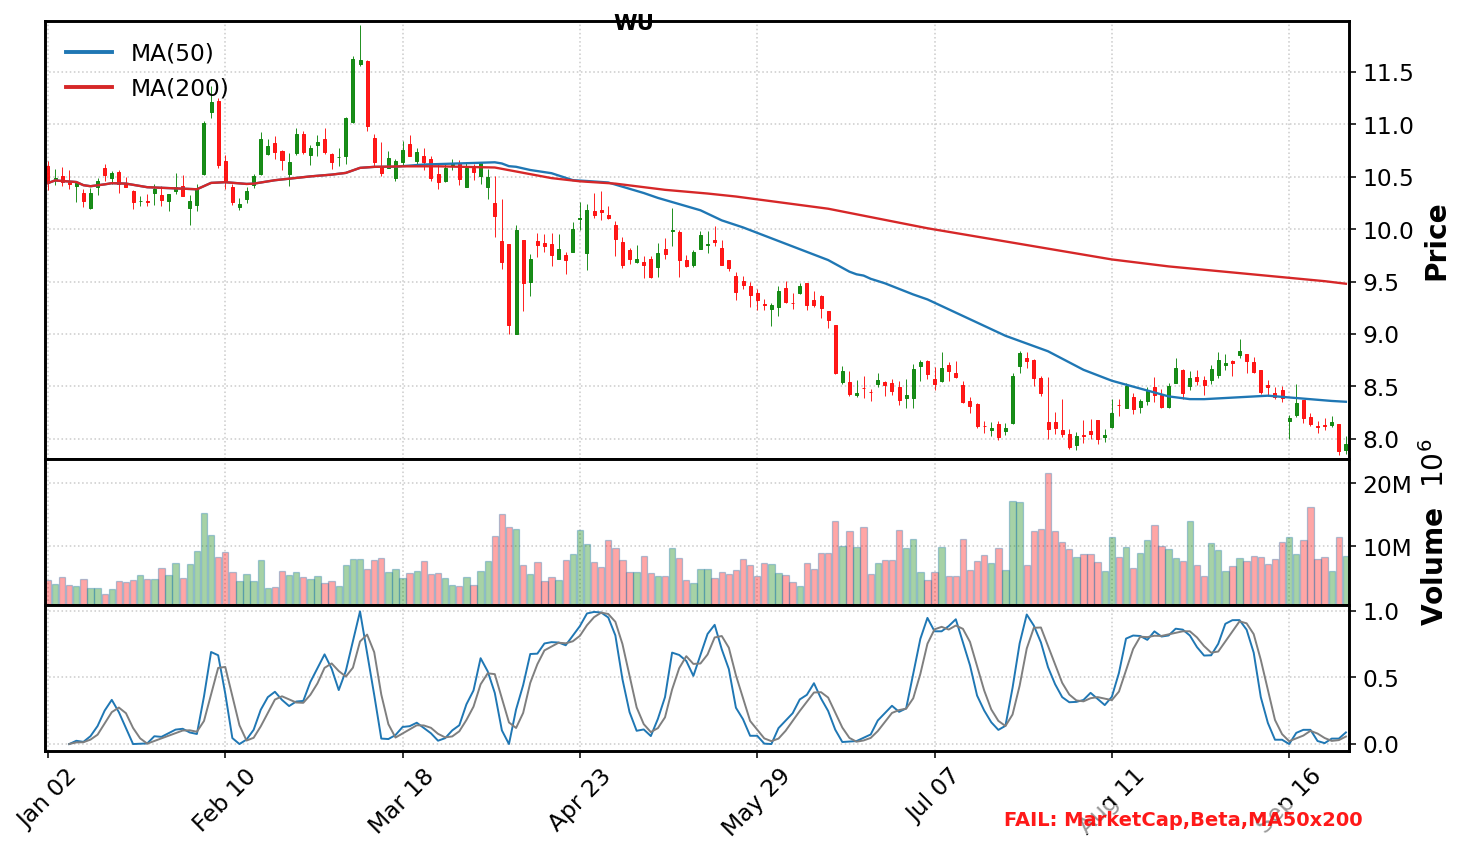 WU
MA(50)
MA(200)
11.5
11.0
10.5
10.0
9.5
9.0
8.5
8.0
Price
20M
10M
Volume 10^6
1.0
0.5
0.0
Jan 02
Feb 10
Mar 18
Apr 23
May 29
Jul 07
Aug 11
Sep 16
FAIL: MarketCap,Beta,MA50x200